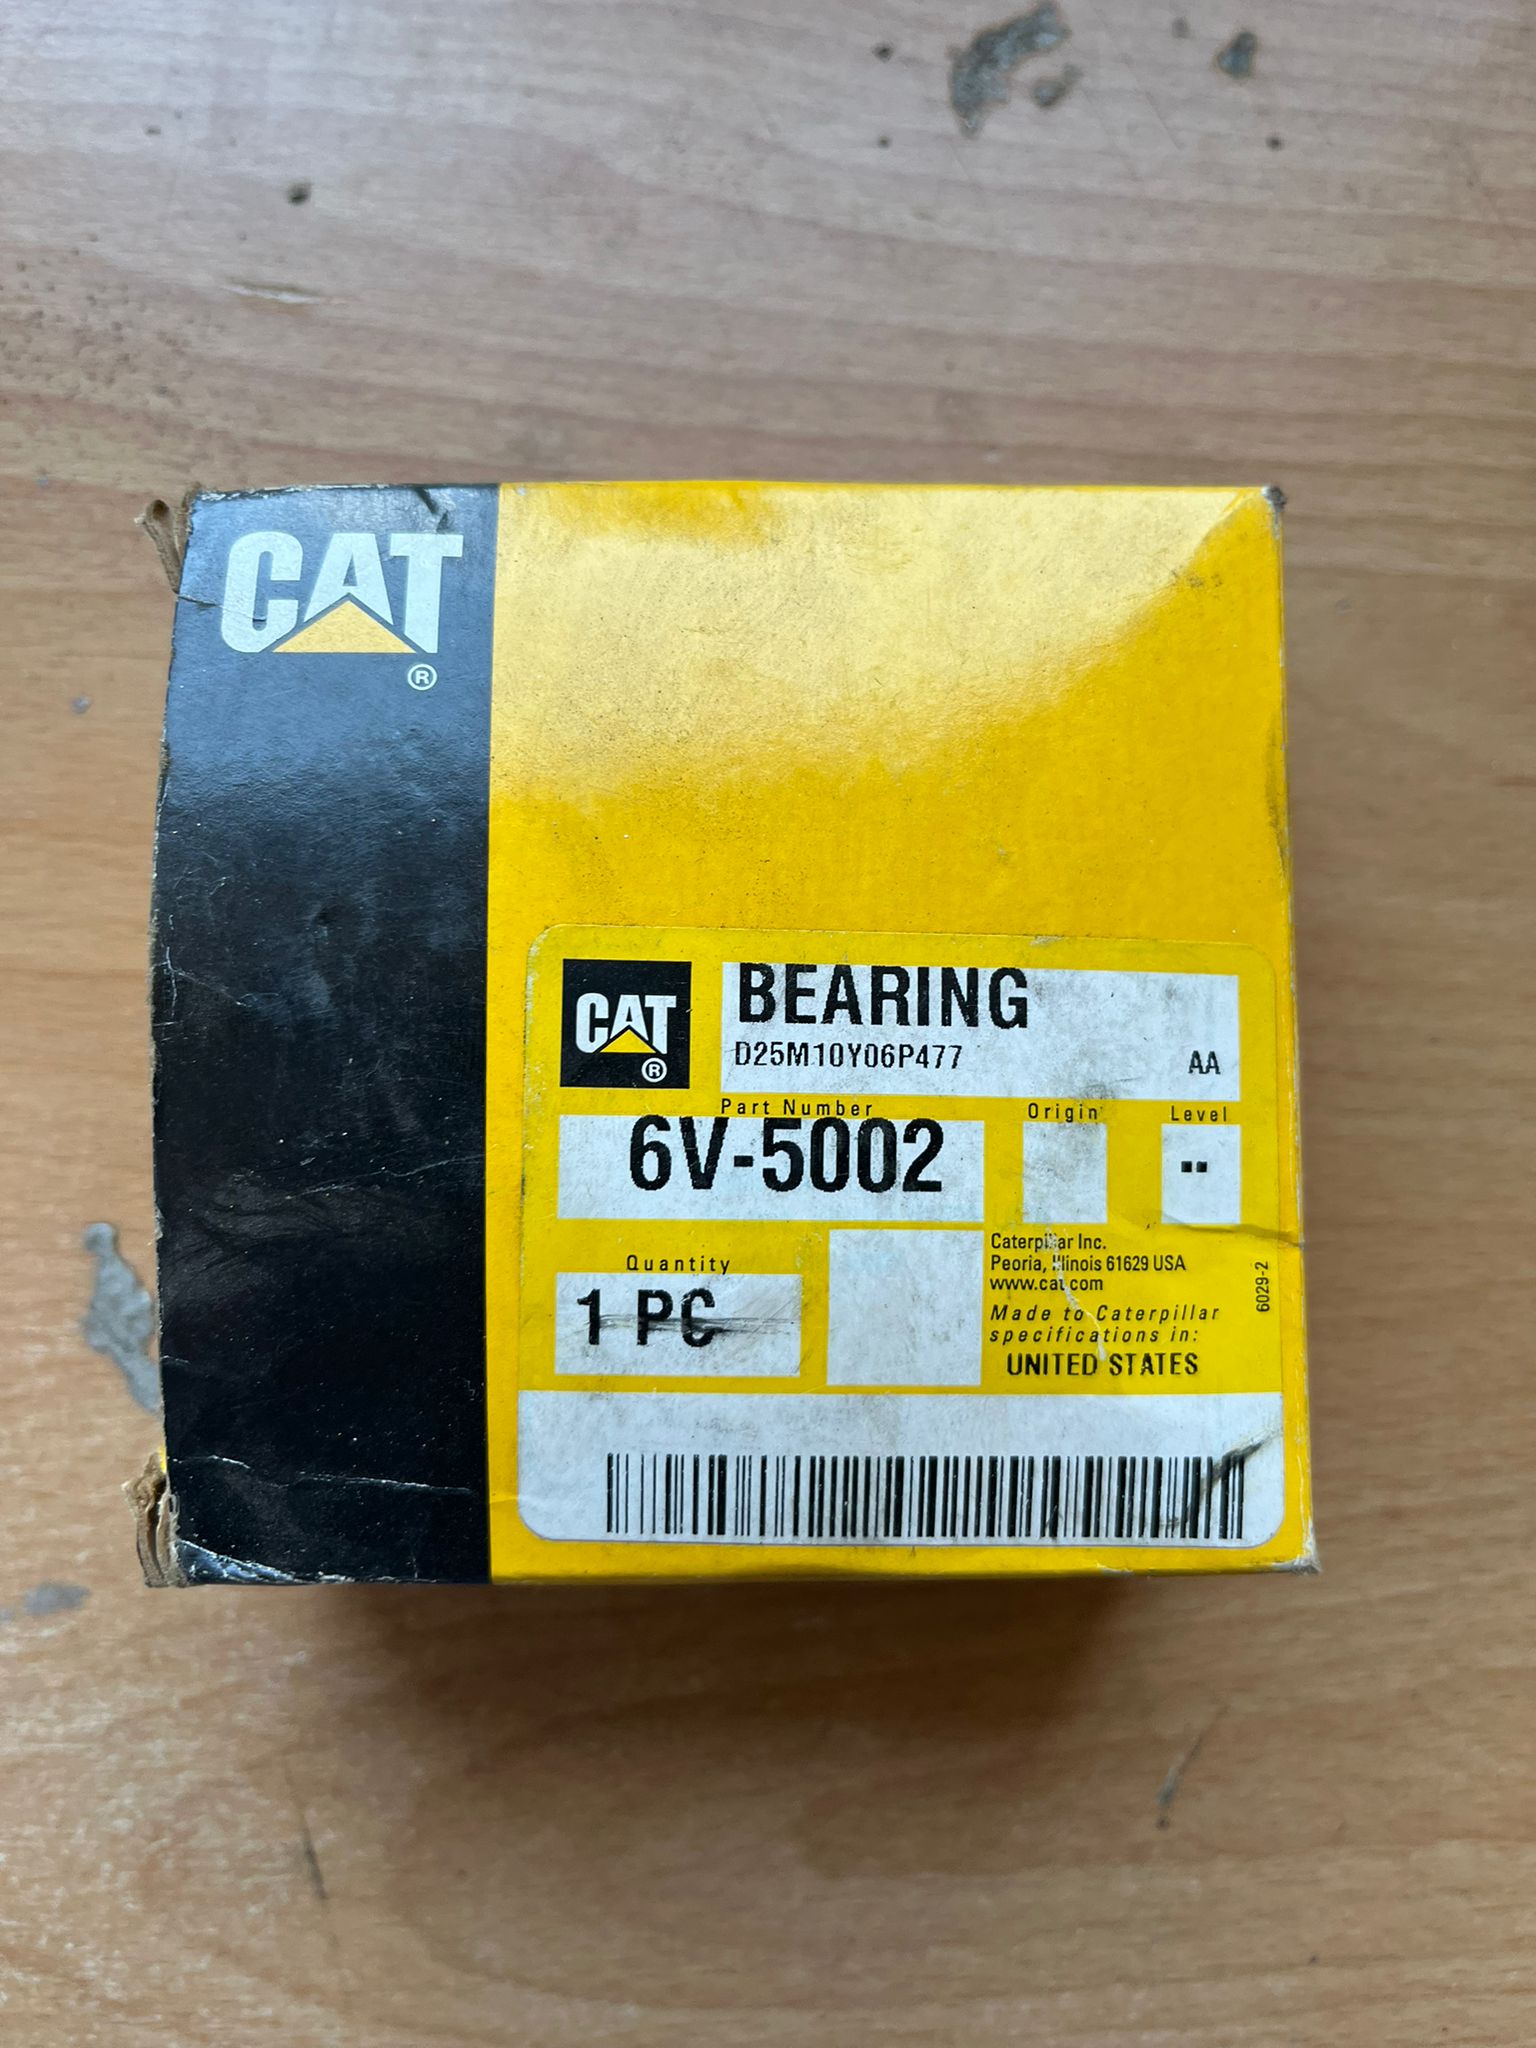 CAT
®
CAT
®
BEARING
D25M10Y06P477
AA
Part Number
Origin
Level
6V-5002
--
Quantity
1 PC
Caterpillar Inc.
Peoria, Illinois 61629 USA
www.cat.com
Made to Caterpillar
specifications in:
UNITED STATES
6029-2